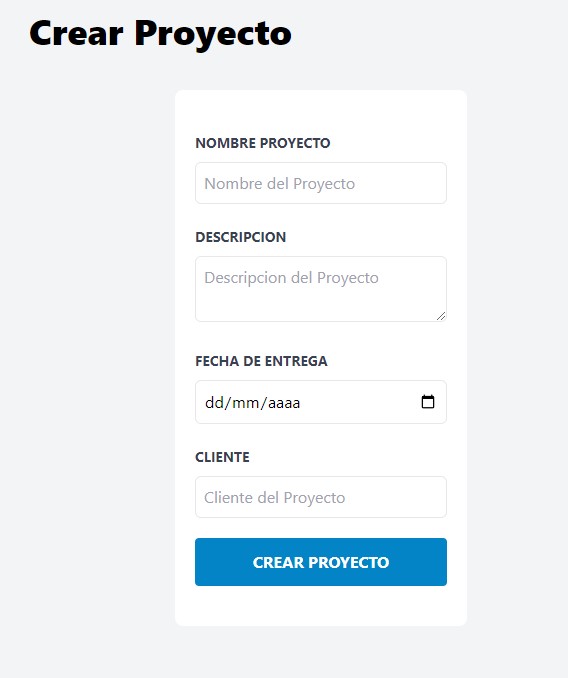 Crear Proyecto
NOMBRE PROYECTO
Nombre del Proyecto
DESCRIPCION
Descripcion del Proyecto
FECHA DE ENTREGA
dd/mm/aaaa
CLIENTE
Cliente del Proyecto
CREAR PROYECTO